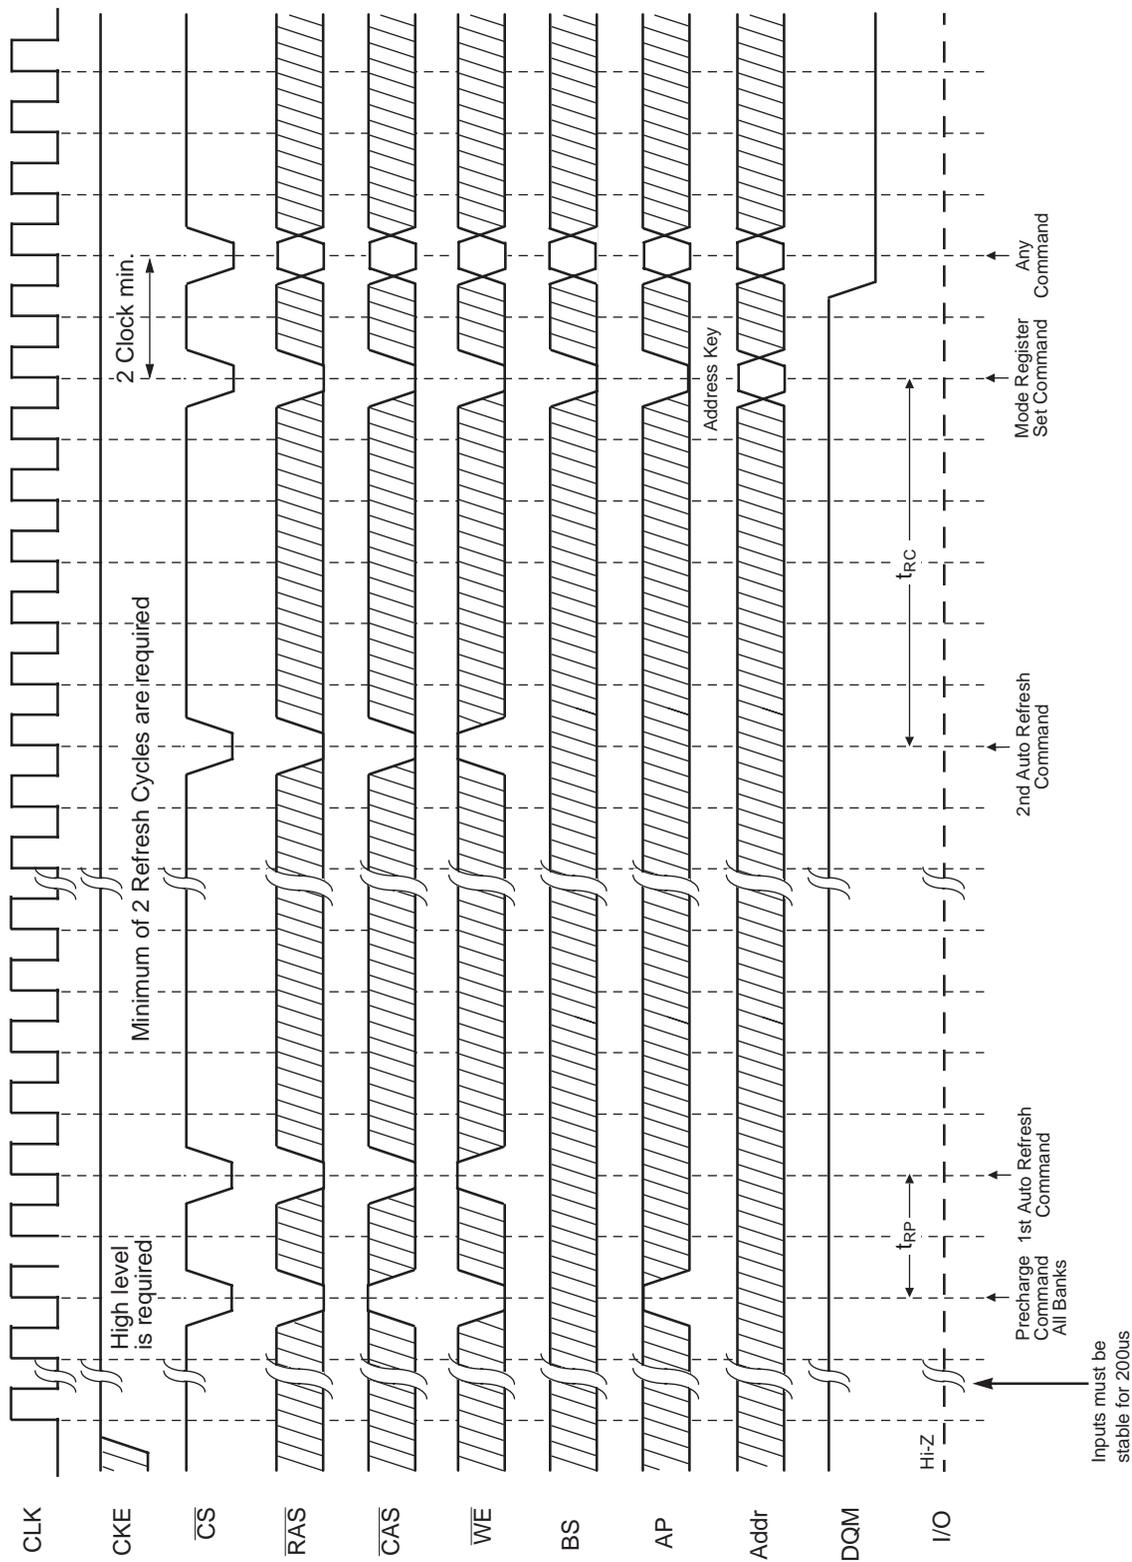 CLK
CKE
CS
RAS
CAS
WE
BS
AP
Addr
DQM
I/O
High level
is required
Minimum of 2 Refresh Cycles are required
2 Clock min.
Address Key
Hi-Z
tRP
tRC
Inputs must be
stable for 200us
Precharge
Command
All Banks
1st Auto Refresh
Command
2nd Auto Refresh
Command
Mode Register
Set Command
Any
Command